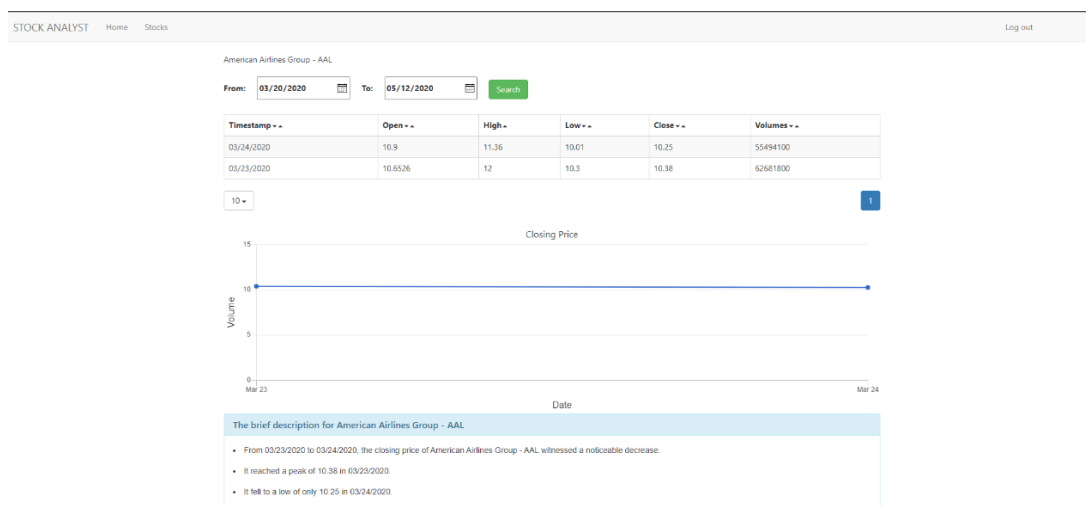 STOCK ANALYST Home Stocks Log out
American Airlines Group - AAL
From: 03/20/2020 To: 05/12/2020 Search
Timestamp Open High Low Close Volumes
03/24/2020 10.9 11.36 10.01 10.25 55494100
03/23/2020 10.6526 12 10.3 10.38 62681800
10 1
Closing Price
15
10
Volume
5
0
Mar 23 Mar 24
Date
The brief description for American Airlines Group - AAL
• From 03/23/2020 to 03/24/2020, the closing price of American Airlines Group - AAL witnessed a noticeable decrease.
• It reached a peak of 10.38 in 03/23/2020.
• It fell to a low of only 10.25 in 03/24/2020.